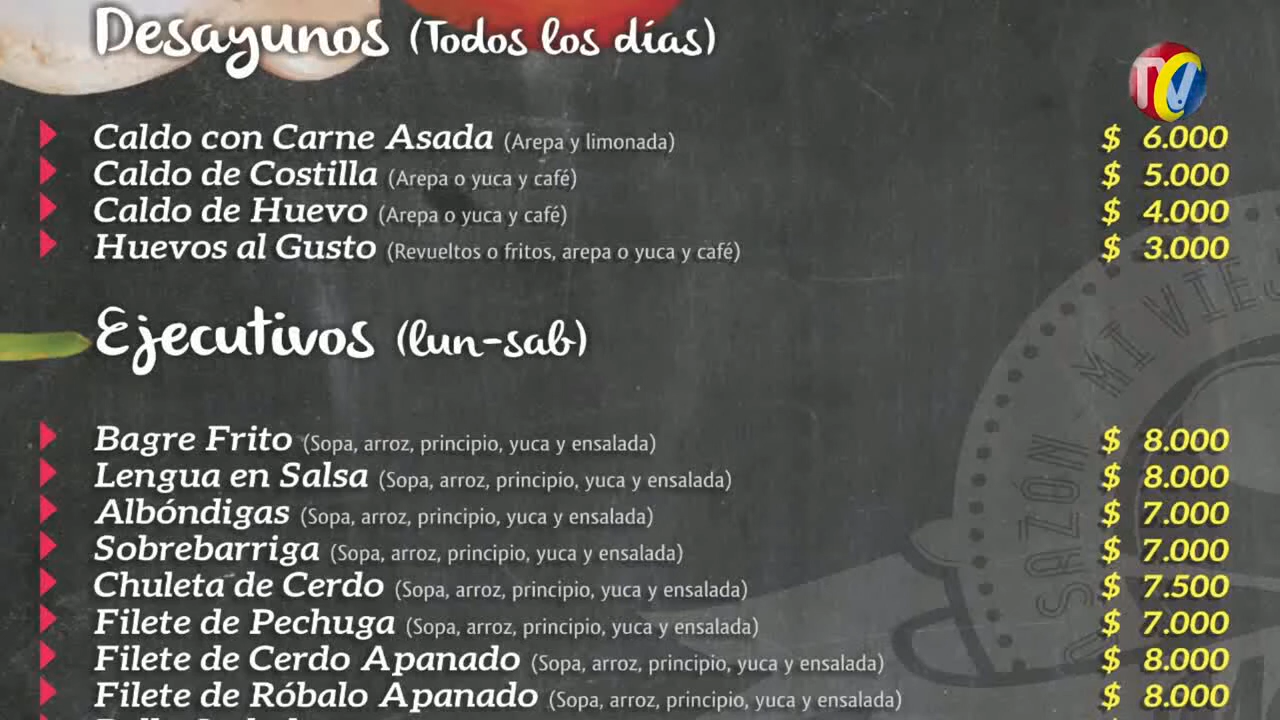 Desayunos (Todos los días)
TV
Caldo con Carne Asada (Arepa y limonada) $ 6.000
Caldo de Costilla (Arepa o yuca y café) $ 5.000
Caldo de Huevo (Arepa o yuca y café) $ 4.000
Huevos al Gusto (Revueltos o fritos, arepa o yuca y café) $ 3.000
Ejecutivos (lun-sab)
SAZÓN MI VIEJ
Bagre Frito (Sopa, arroz, principio, yuca y ensalada) $ 8.000
Lengua en Salsa (Sopa, arroz, principio, yuca y ensalada) $ 8.000
Albóndigas (Sopa, arroz, principio, yuca y ensalada) $ 7.000
Sobrebarriga (Sopa, arroz, principio, yuca y ensalada) $ 7.000
Chuleta de Cerdo (Sopa, arroz, principio, yuca y ensalada) $ 7.500
Filete de Pechuga (Sopa, arroz, principio, yuca y ensalada) $ 7.000
Filete de Cerdo Apanado (Sopa, arroz, principio, yuca y ensalada) $ 8.000
Filete de Róbalo Apanado (Sopa, arroz, principio, yuca y ensalada) $ 8.000